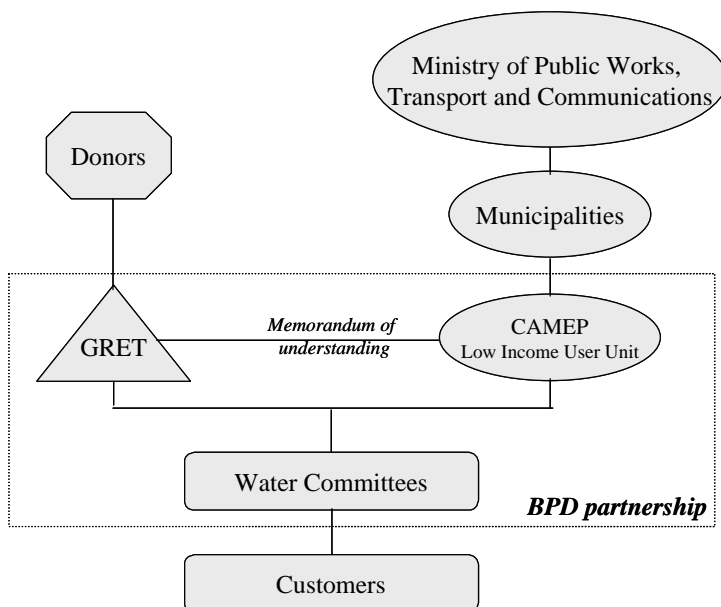 Ministry of Public Works,
Transport and Communications
Donors
Municipalities
Memorandum of
understanding
GRET
CAMEP
Low Income User Unit
Water Committees
BPD partnership
Customers